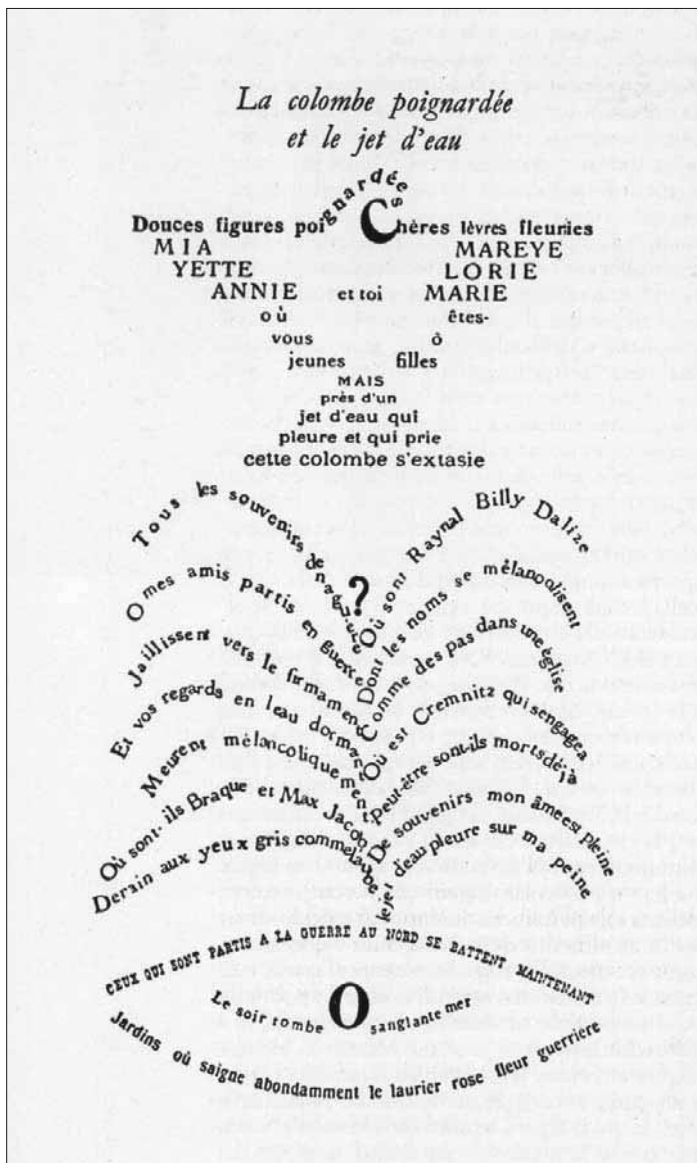 La colombe poignardée
et le jet d'eau
Douces figures poignardées Chères lèvres fleuries
MIA MAREYE
YETTE LORIE
ANNIE et toi MARIE
où êtes-
vous ô
jeunes filles
MAIS
près d'un
jet d'eau qui
pleure et qui prie
cette colombe s'extasie
?
Tous les souvenirs de naguère
O mes amis partis en guerre
Jaillissent vers le firmament
Et vos regards en l'eau dormant
Meurent mélancoliquement
Où sont-ils Braque et Max Jacob
Derain aux yeux gris comme l'aube
Où sont Raynal Billy Dalize
Dont les noms se mélancolisent
Comme des pas dans une église
Où est Cremnitz qui s'engagea
Peut-être sont-ils morts déjà
De souvenirs mon âme est pleine
Le jet d'eau pleure sur ma peine
CEUX QUI SONT PARTIS A LA GUERRE AU NORD SE BATTENT MAINTENANT
Le soir tombe O sanglante mer
Jardins où saigne abondamment le laurier rose fleur guerrière